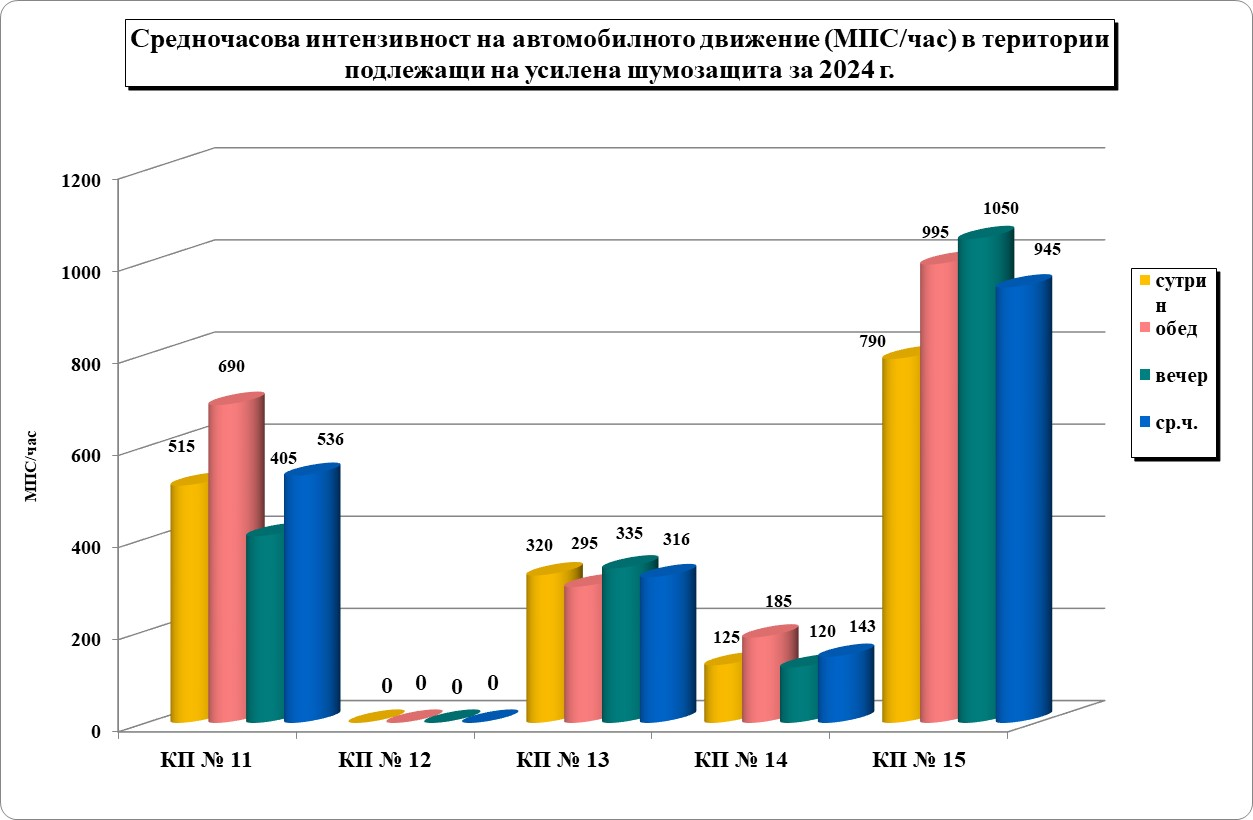 Средночасова интензивност на автомобилното движение (МПС/час) в територии
подлежащи на усилена шумозащита за 2024 г.
1200
1000
800
600
400
200
0
МПС/час
515
690
405
536
0
0
0
0
320
295
335
316
125
185
120
143
790
995
1050
945
КП № 11
КП № 12
КП № 13
КП № 14
КП № 15
сутри
н
обед
вечер
ср.ч.